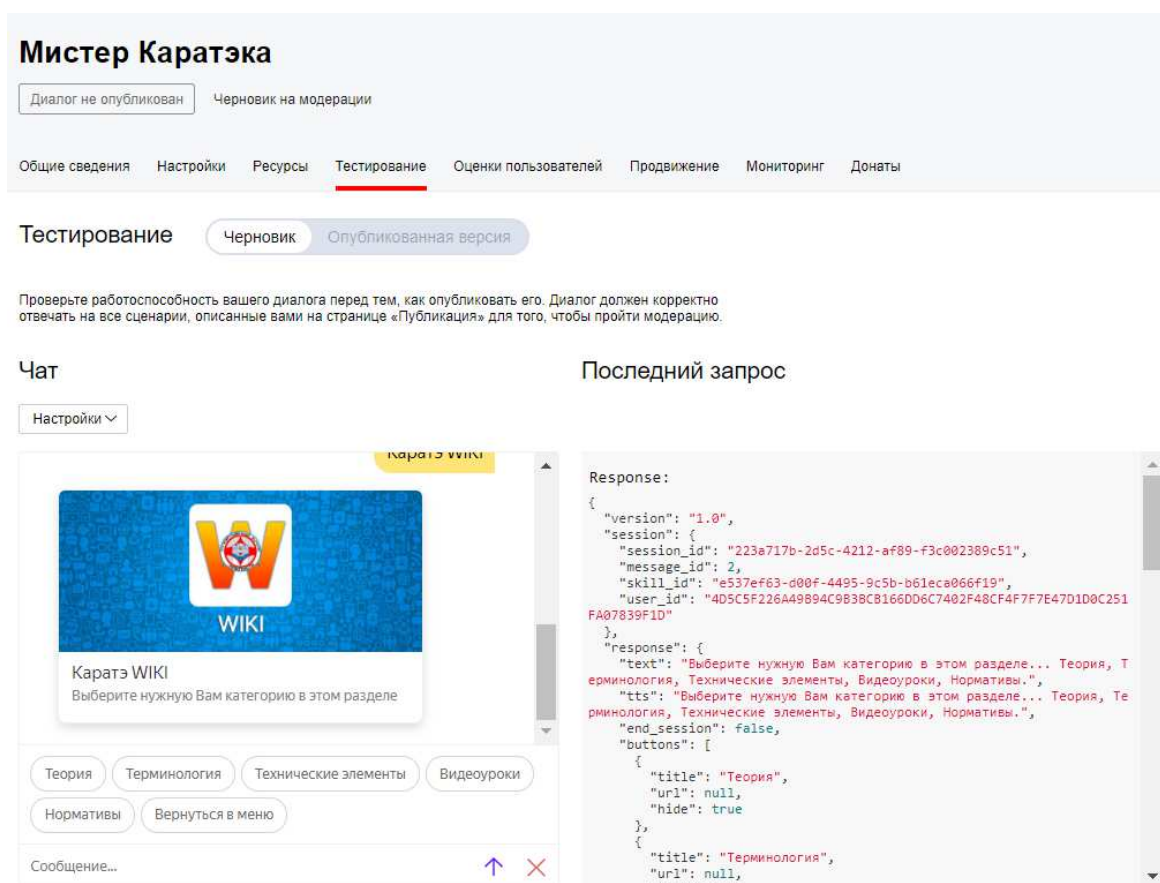 Мистер Каратэка
Диалог не опубликован Черновик на модерации
Общие сведения Настройки Ресурсы Тестирование Оценки пользователей Продвижение Мониторинг Донаты
Тестирование Черновик Опубликованная версия
Проверьте работоспособность вашего диалога перед тем, как опубликовать его. Диалог должен корректно
отвечать на все сценарии, описанные вами на странице «Публикация» для того, чтобы пройти модерацию.
Чат
Настройки
Каратэ WIKI
W
WIKI
Каратэ WIKI
Выберите нужную Вам категорию в этом разделе
Теория Терминология Технические элементы Видеоуроки
Нормативы Вернуться в меню
Сообщение...
Последний запрос
Response:
{
"version": "1.0",
"session": {
"session_id": "223a717b-2d5c-4212-af89-f3c002389c51",
"message_id": 2,
"skill_id": "e537ef63-d00f-4495-9c5b-b61eca066f19",
"user_id": "4D5C5F226A49B94C9B3BCB166DD6C7402F48CF4F7F7E47D1D0C251
FA07839F1D"
},
"response": {
"text": "Выберите нужную Вам категорию в этом разделе... Теория, Т
ерминология, Технические элементы, Видеоуроки, Нормативы.",
"tts": "Выберите нужную Вам категорию в этом разделе... Теория, Те
рминология, Технические элементы, Видеоуроки, Нормативы.",
"end_session": false,
"buttons": [
{
"title": "Теория",
"url": null,
"hide": true
},
{
"title": "Терминология",
"url": null,